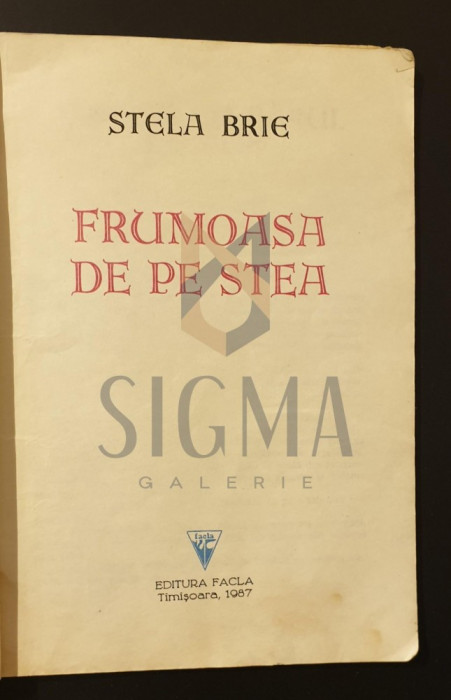 STELA BRIE
FRUMOASA
DE PE STEA
SIGMA
GALERIE
facla
EDITURA FACLA
Timişoara, 1987